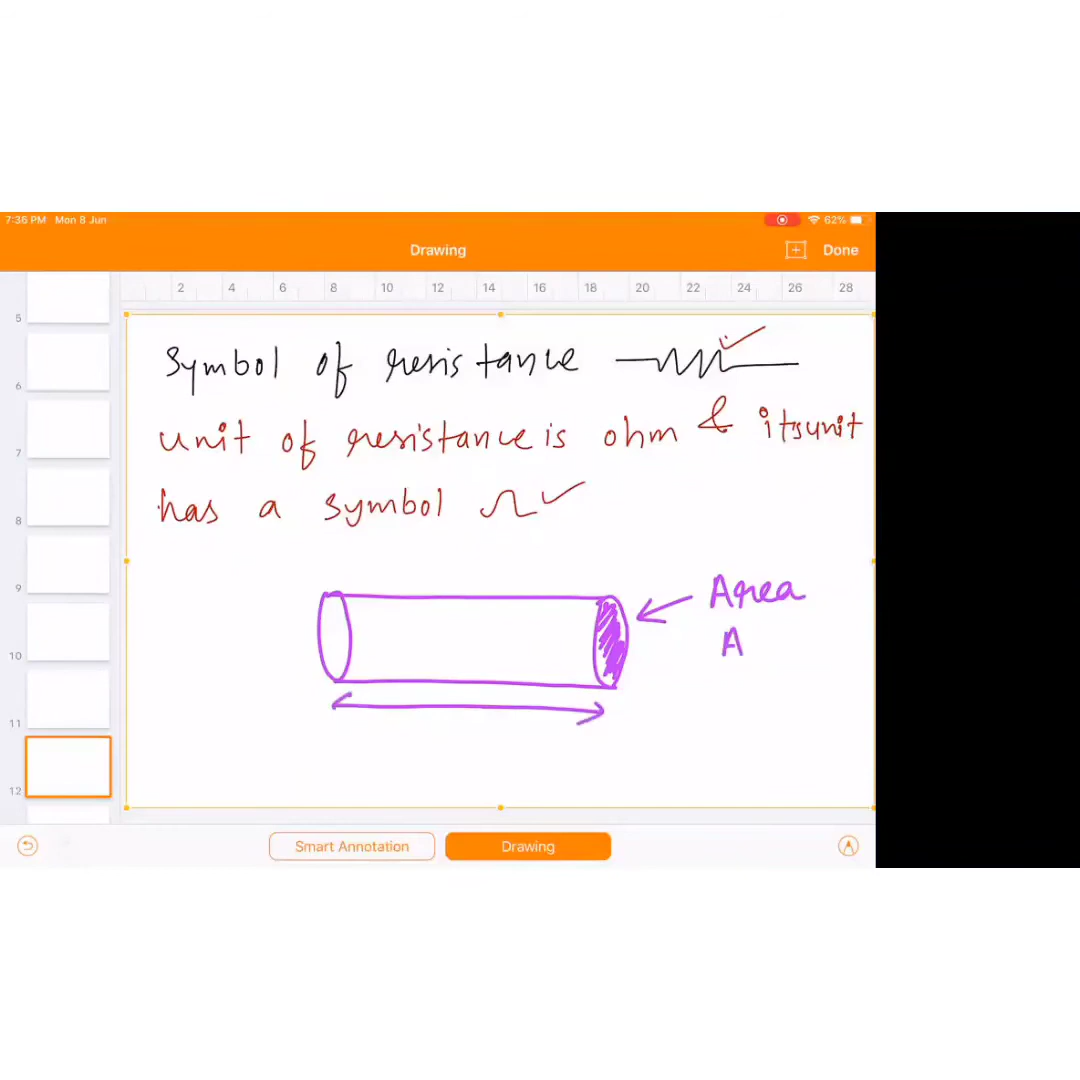 7:36 PM Mon 8 Jun
62%
Drawing
Done
2 4 6 8 10 12 14 16 18 20 22 24 26 28
5
6
7
8
9
10
11
12
Symbol of resistance
unit of resistance is ohm & its unit
has a symbol Ω
Area
A
Smart Annotation
Drawing